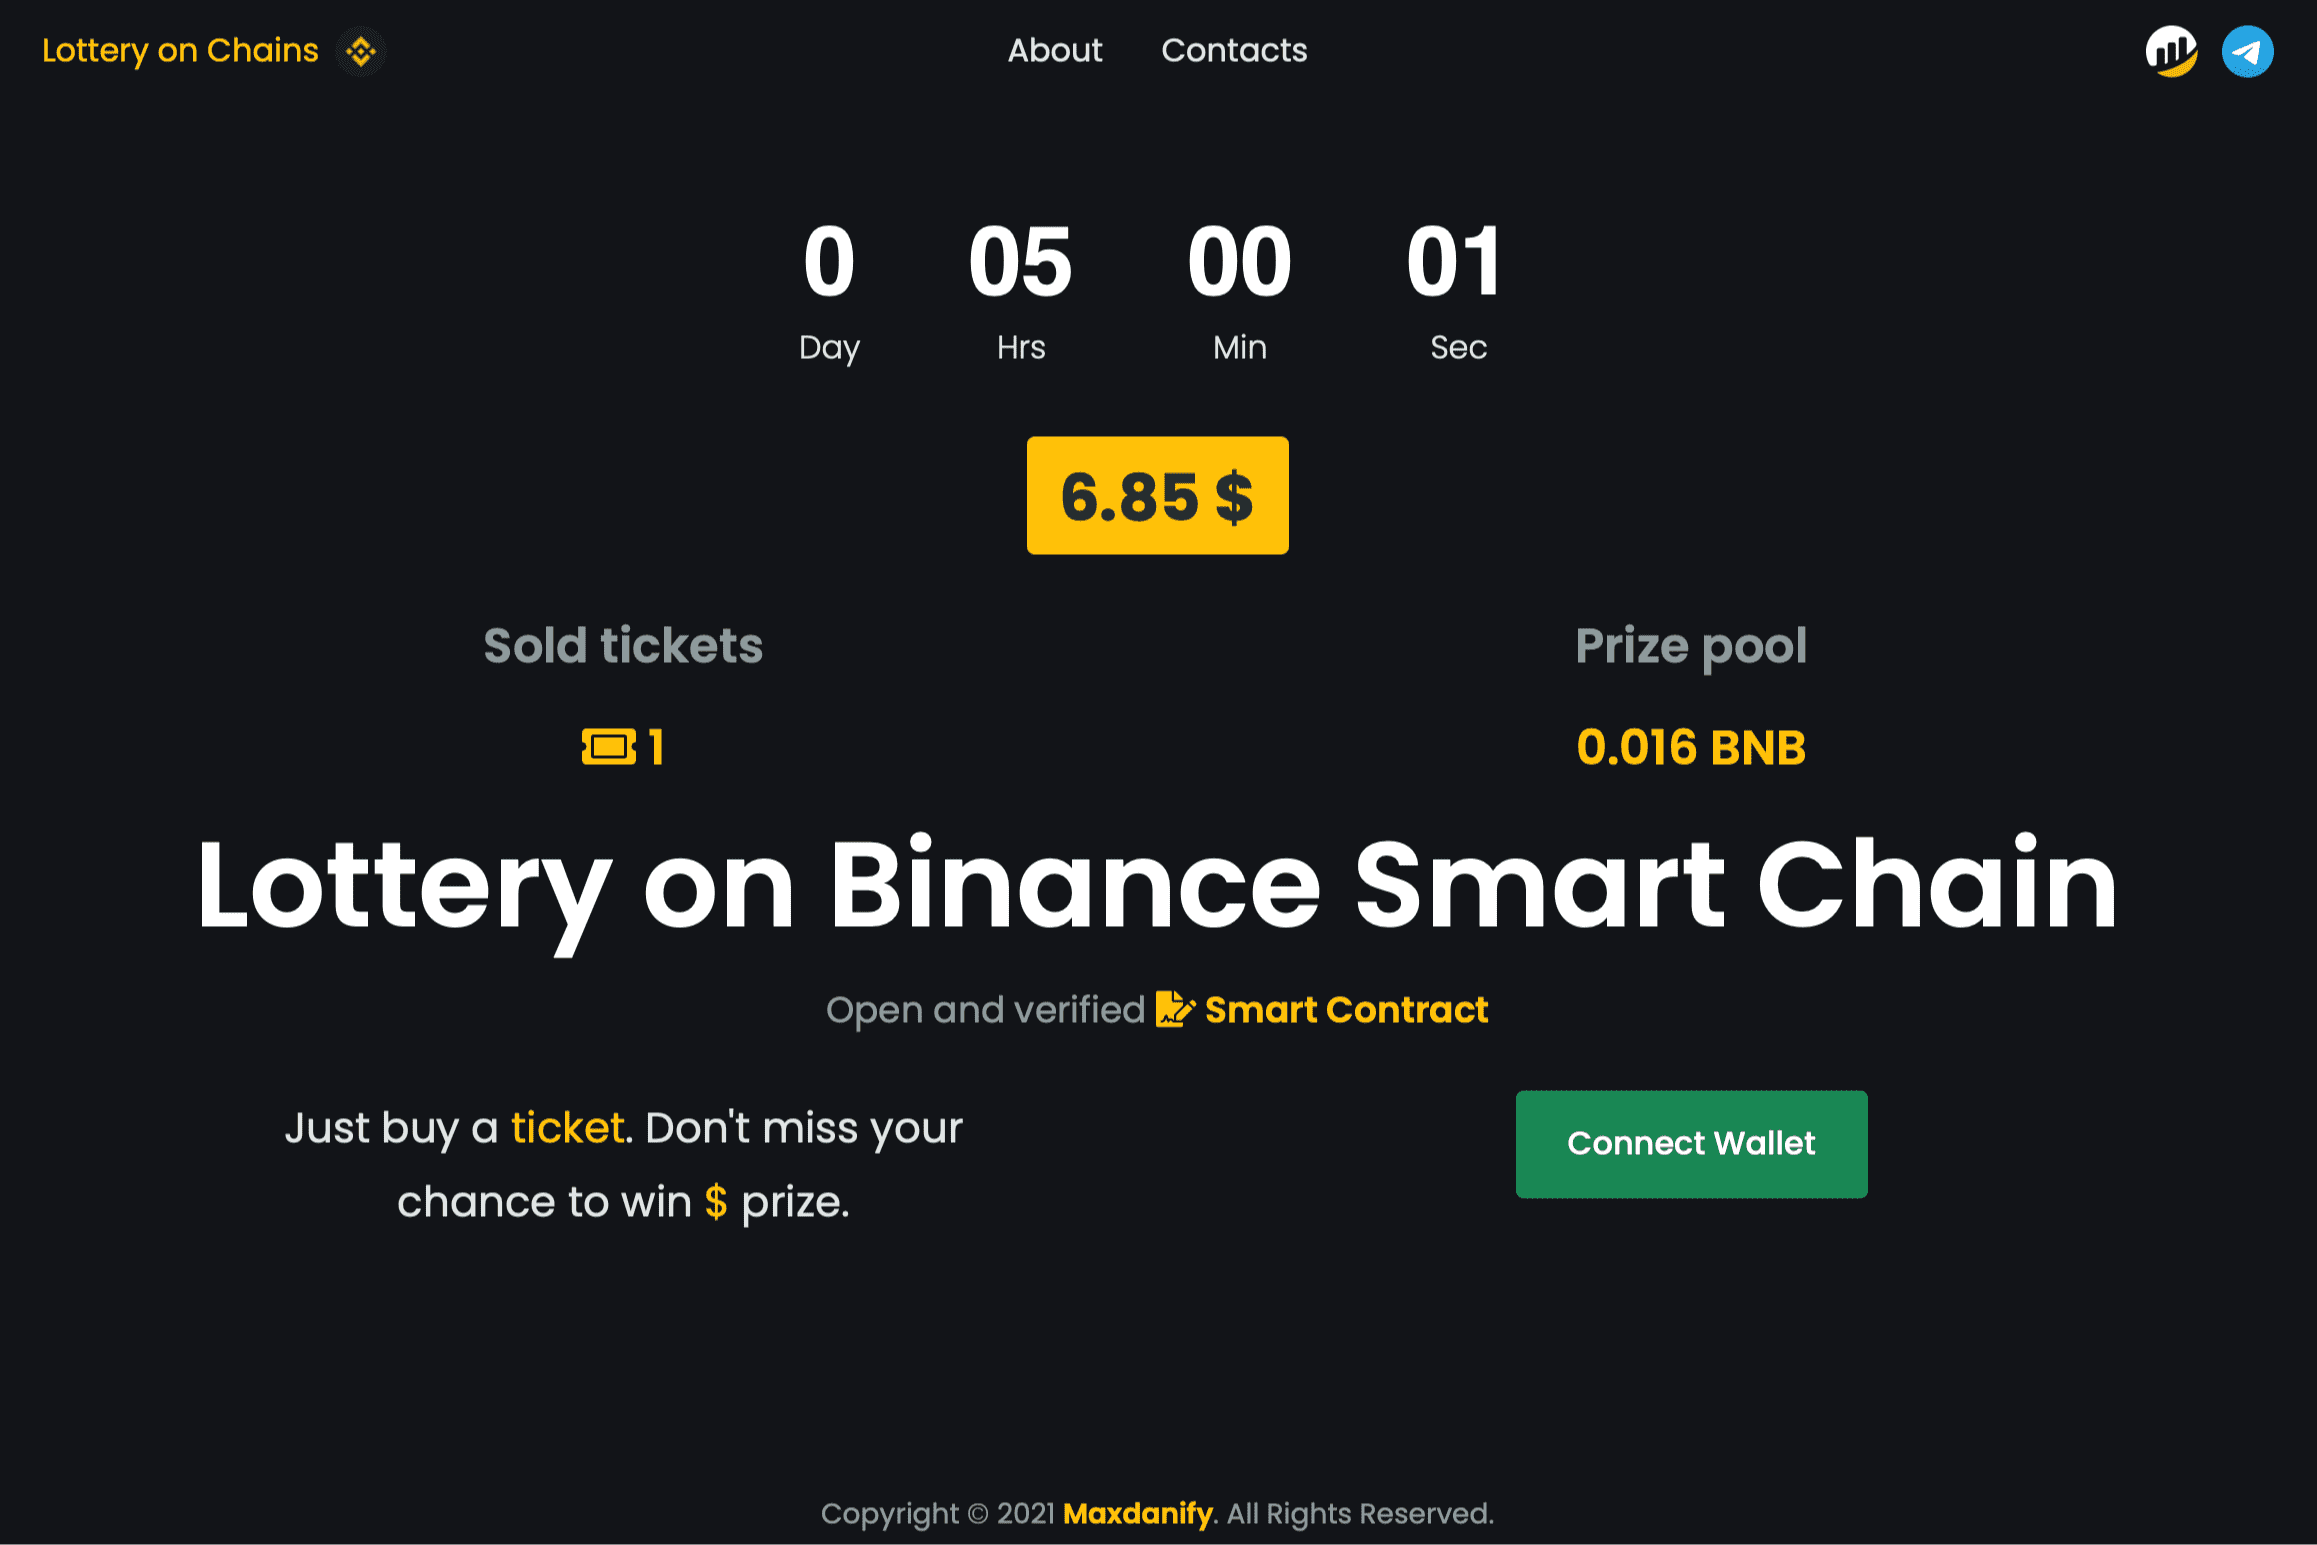 Lottery on Chains
About Contacts
0 05 00 01
Day Hrs Min Sec
6.85 $
Sold tickets
Prize pool
1
0.016 BNB
Lottery on Binance Smart Chain
Open and verified Smart Contract
Just buy a ticket. Don't miss your
chance to win $ prize.
Connect Wallet
Copyright © 2021 Maxdanify. All Rights Reserved.